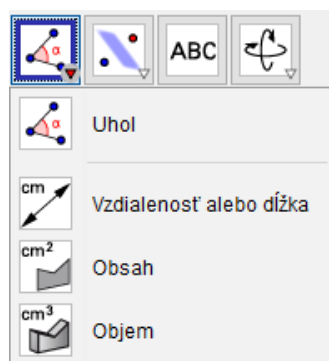 ABC
α
Uhol
cm
Vzdialenosť alebo dĺžka
cm²
Obsah
cm³
Objem